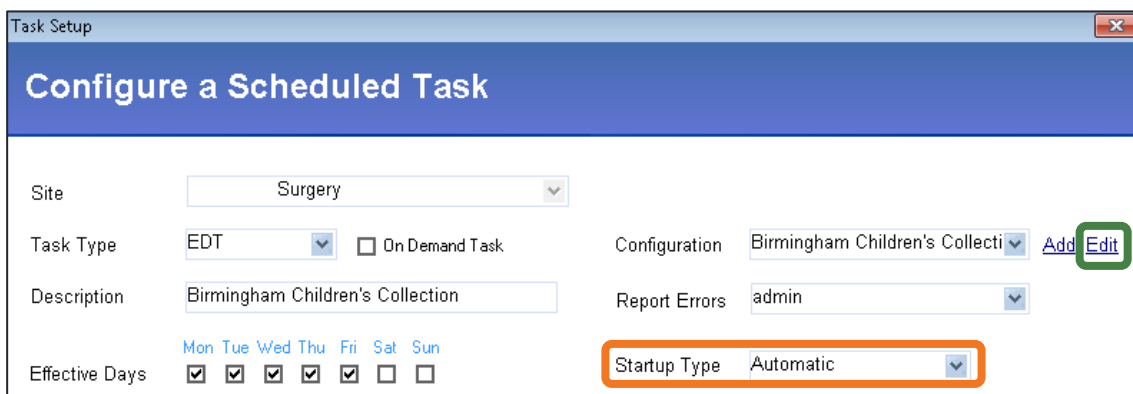 Task Setup
Configure a Scheduled Task
Site Surgery
Task Type EDT On Demand Task Configuration Birmingham Children's Collecti Add Edit
Description Birmingham Children's Collection Report Errors admin
Mon Tue Wed Thu Fri Sat Sun
Effective Days Startup Type Automatic